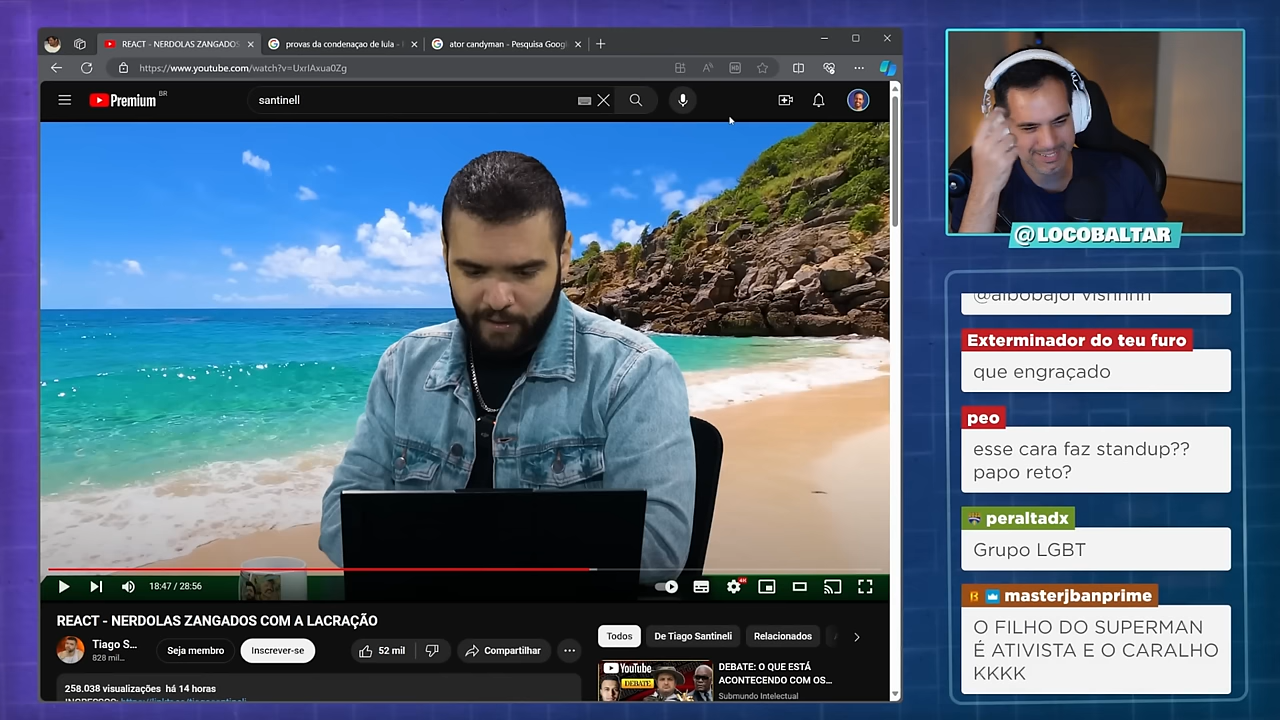 REACT - NERDOLAS ZANGADOS
provas da condenaçao de lula -
ator candyman - Pesquisa Goog
https://www.youtube.com/watch?v=UxrlAxua0Zg
Premium BR
santinell
@LOCOBALTAR
Exterminador do teu furo
que engraçado
peo
esse cara faz standup??
papo reto?
peraltadx
Grupo LGBT
masterjbanprime
O FILHO DO SUPERMAN
É ATIVISTA E O CARALHO
KKKK
18:47 / 28:56
REACT - NERDOLAS ZANGADOS COM A LACRAÇÃO
Tiago S...
828 mil...
Seja membro
Inscrever-se
52 mil
Compartilhar
Todos
De Tiago Santineli
Relacionados
YouTube
DEBATE
DEBATE: O QUE ESTÁ
ACONTECENDO COM OS...
Submundo Intelectual
258.038 visualizações há 14 horas